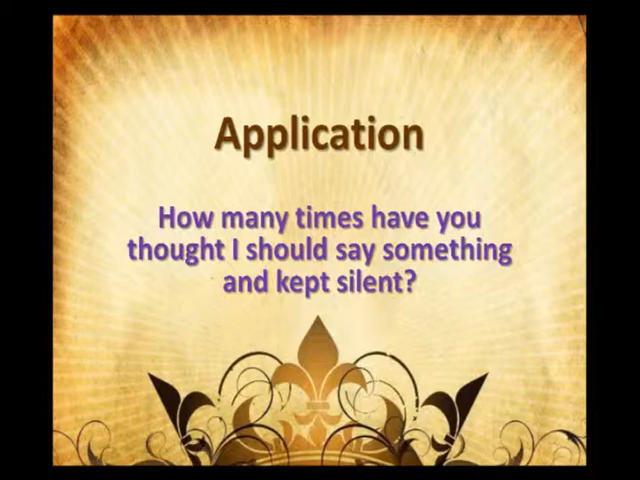 Application
How many times have you
thought I should say something
and kept silent?